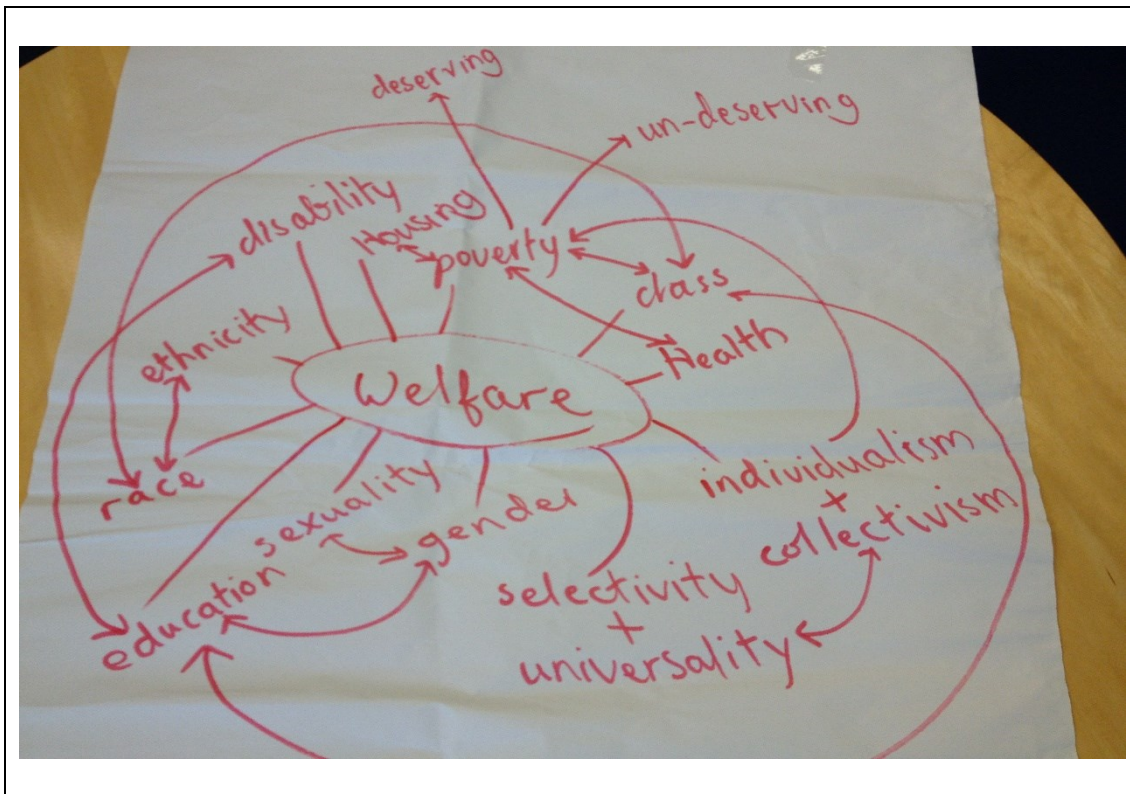 deserving
un-deserving
disability
Housing
poverty
class
ethnicity
Health
Welfare
race
sexuality
gender
individualism
+
collectivism
education
selectivity
+
universality